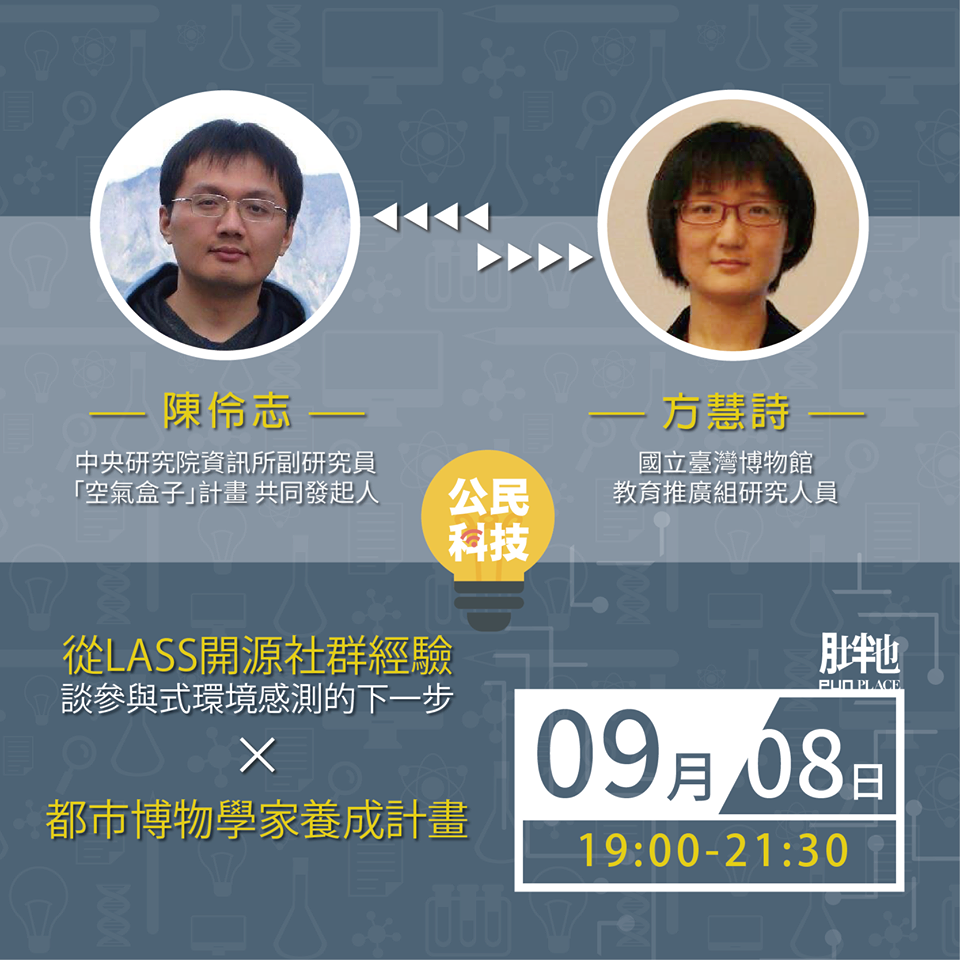 陳伶志
中央研究院資訊所副研究員
「空氣盒子」計畫 共同發起人
方慧詩
國立臺灣博物館
教育推廣組研究人員
公民
科技
從LASS開源社群經驗
談參與式環境感測的下一步
×
都市博物學家養成計畫
肚半地
PUN PLACE
09月08日
19:00-21:30